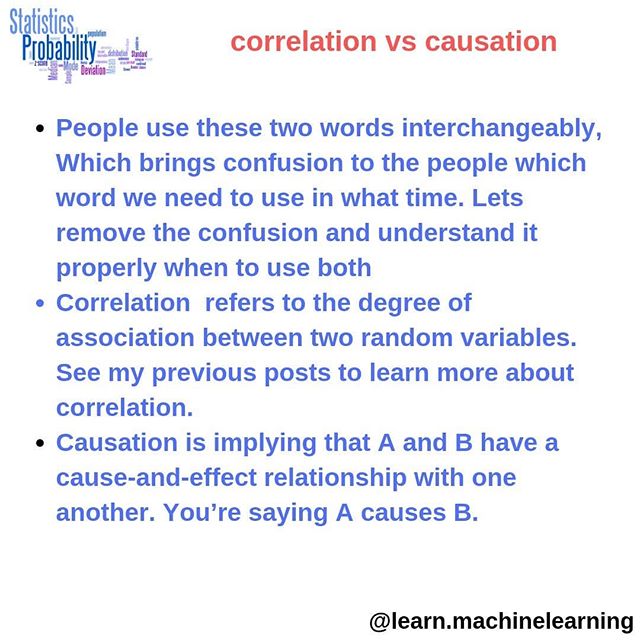 Statistics
Probability
population
distribution
Standard
Deviation
Mode
Median
correlation vs causation
• People use these two words interchangeably,
Which brings confusion to the people which
word we need to use in what time. Lets
remove the confusion and understand it
properly when to use both
• Correlation  refers to the degree of
association between two random variables.
See my previous posts to learn more about
correlation.
• Causation is implying that A and B have a
cause-and-effect relationship with one
another. You’re saying A causes B.
@learn.machinelearning